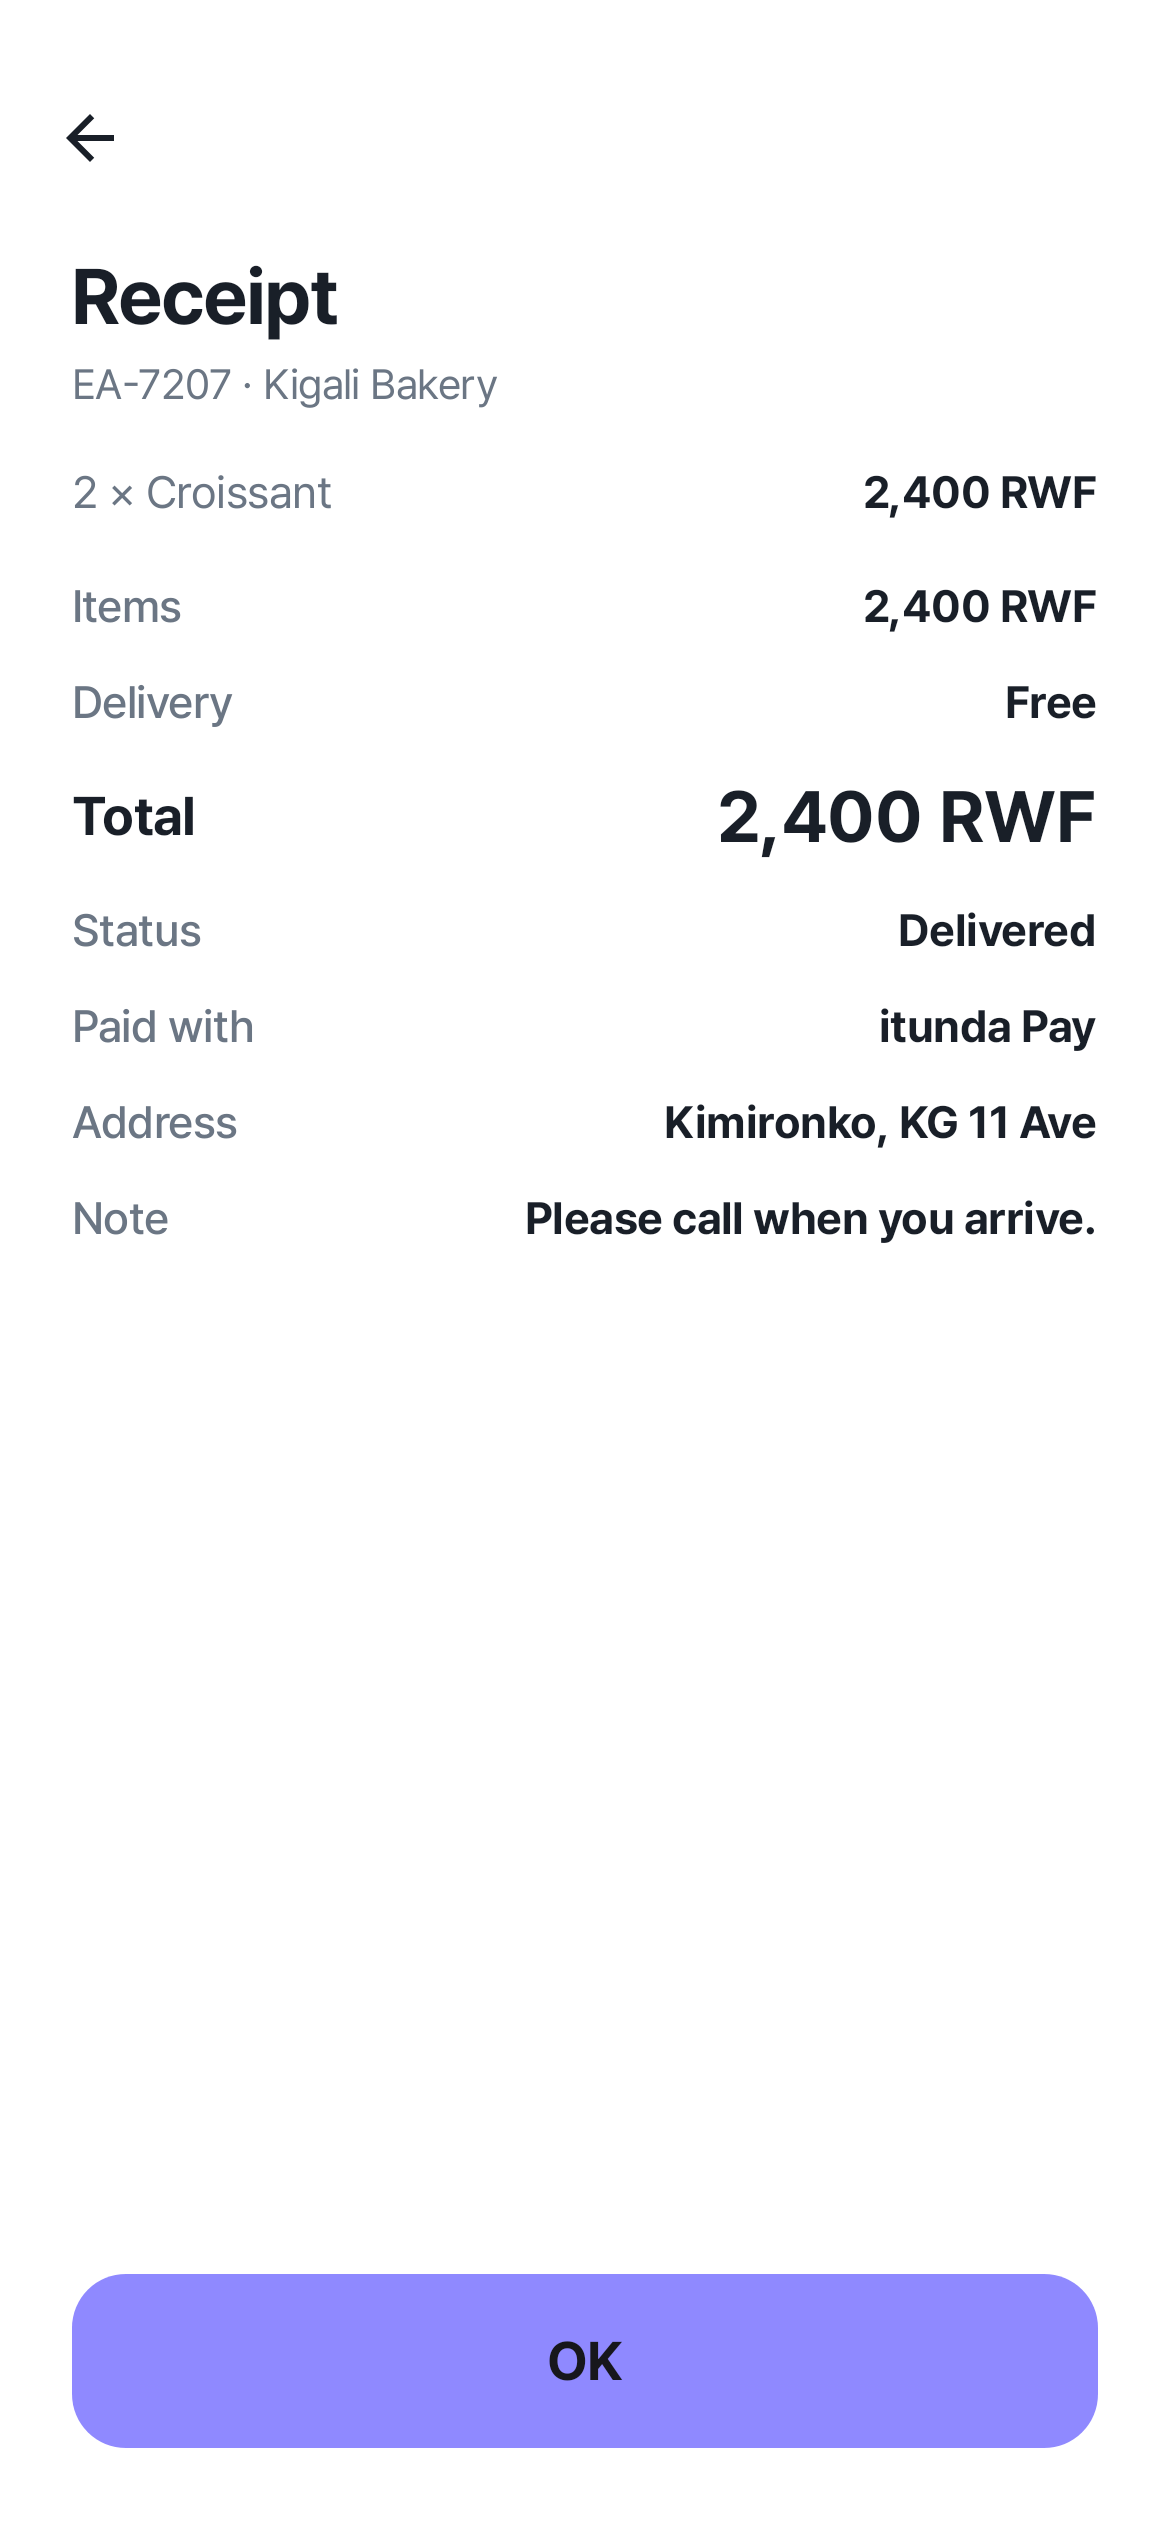 Receipt
EA-7207 · Kigali Bakery
2 × Croissant 2,400 RWF
Items 2,400 RWF
Delivery Free
Total 2,400 RWF
Status Delivered
Paid with itunda Pay
Address Kimironko, KG 11 Ave
Note Please call when you arrive.
OK